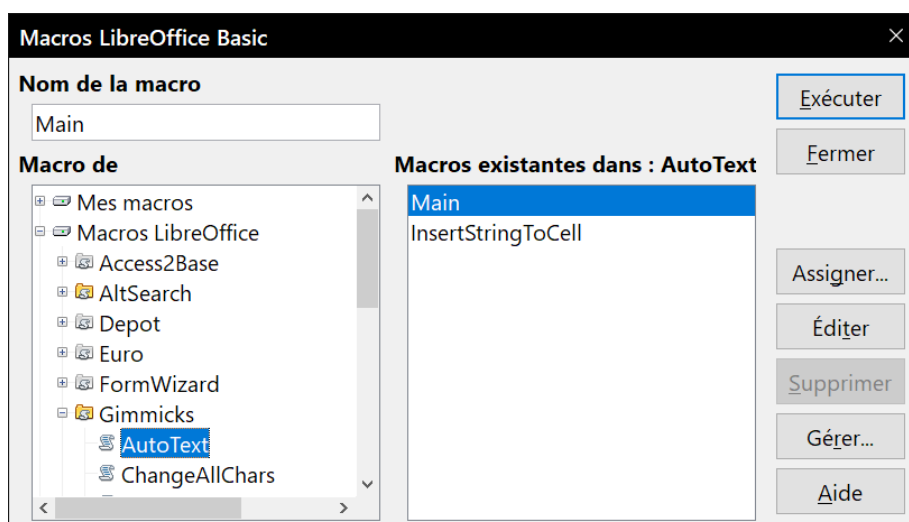 Macros LibreOffice Basic
Nom de la macro
Main
Exécuter
Fermer
Macro de
Mes macros
Macros LibreOffice
Access2Base
AltSearch
Depot
Euro
FormWizard
Gimmicks
AutoText
ChangeAllChars
Macros existantes dans : AutoText
Main
InsertStringToCell
Assigner...
Éditer
Supprimer
Gérer...
Aide